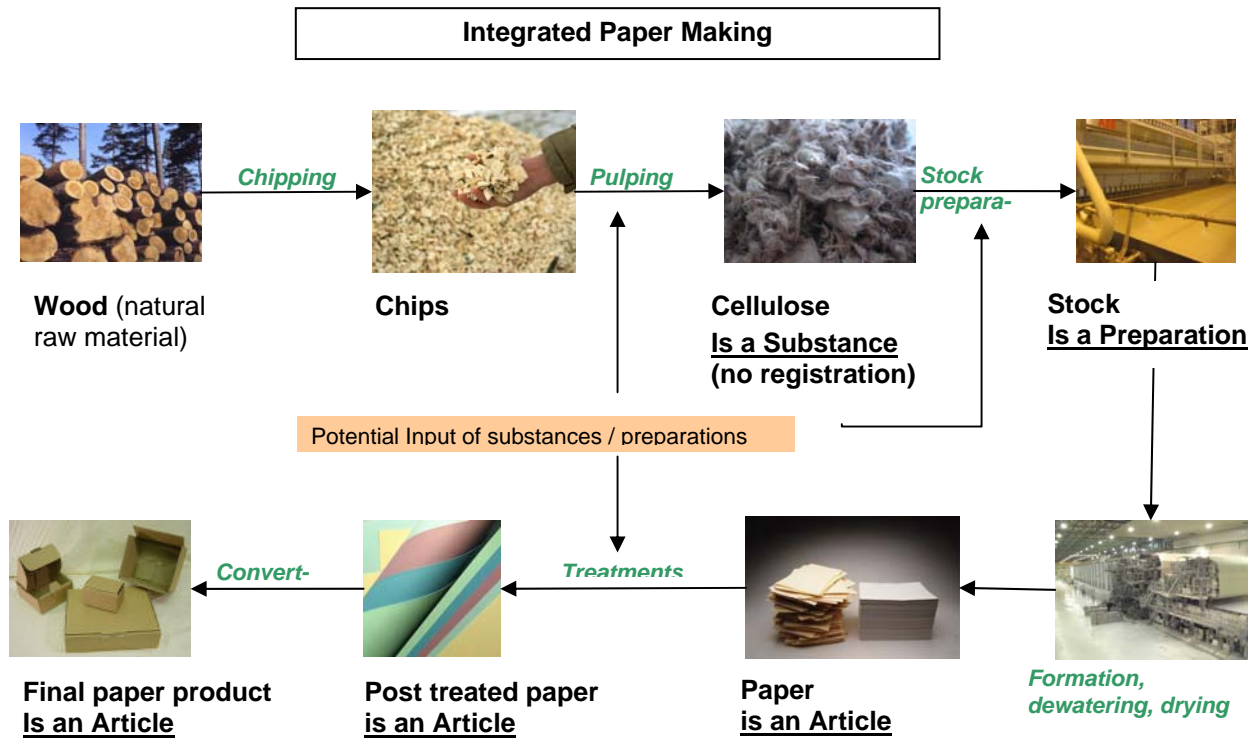 Integrated Paper Making
Chipping
Pulping
Stock
prepara-
Wood (natural
raw material)
Chips
Cellulose
Is a Substance
(no registration)
Stock
Is a Preparation
Potential Input of substances / preparations
Convert-
Treatments
Final paper product
Is an Article
Post treated paper
is an Article
Paper
is an Article
Formation,
dewatering, drying